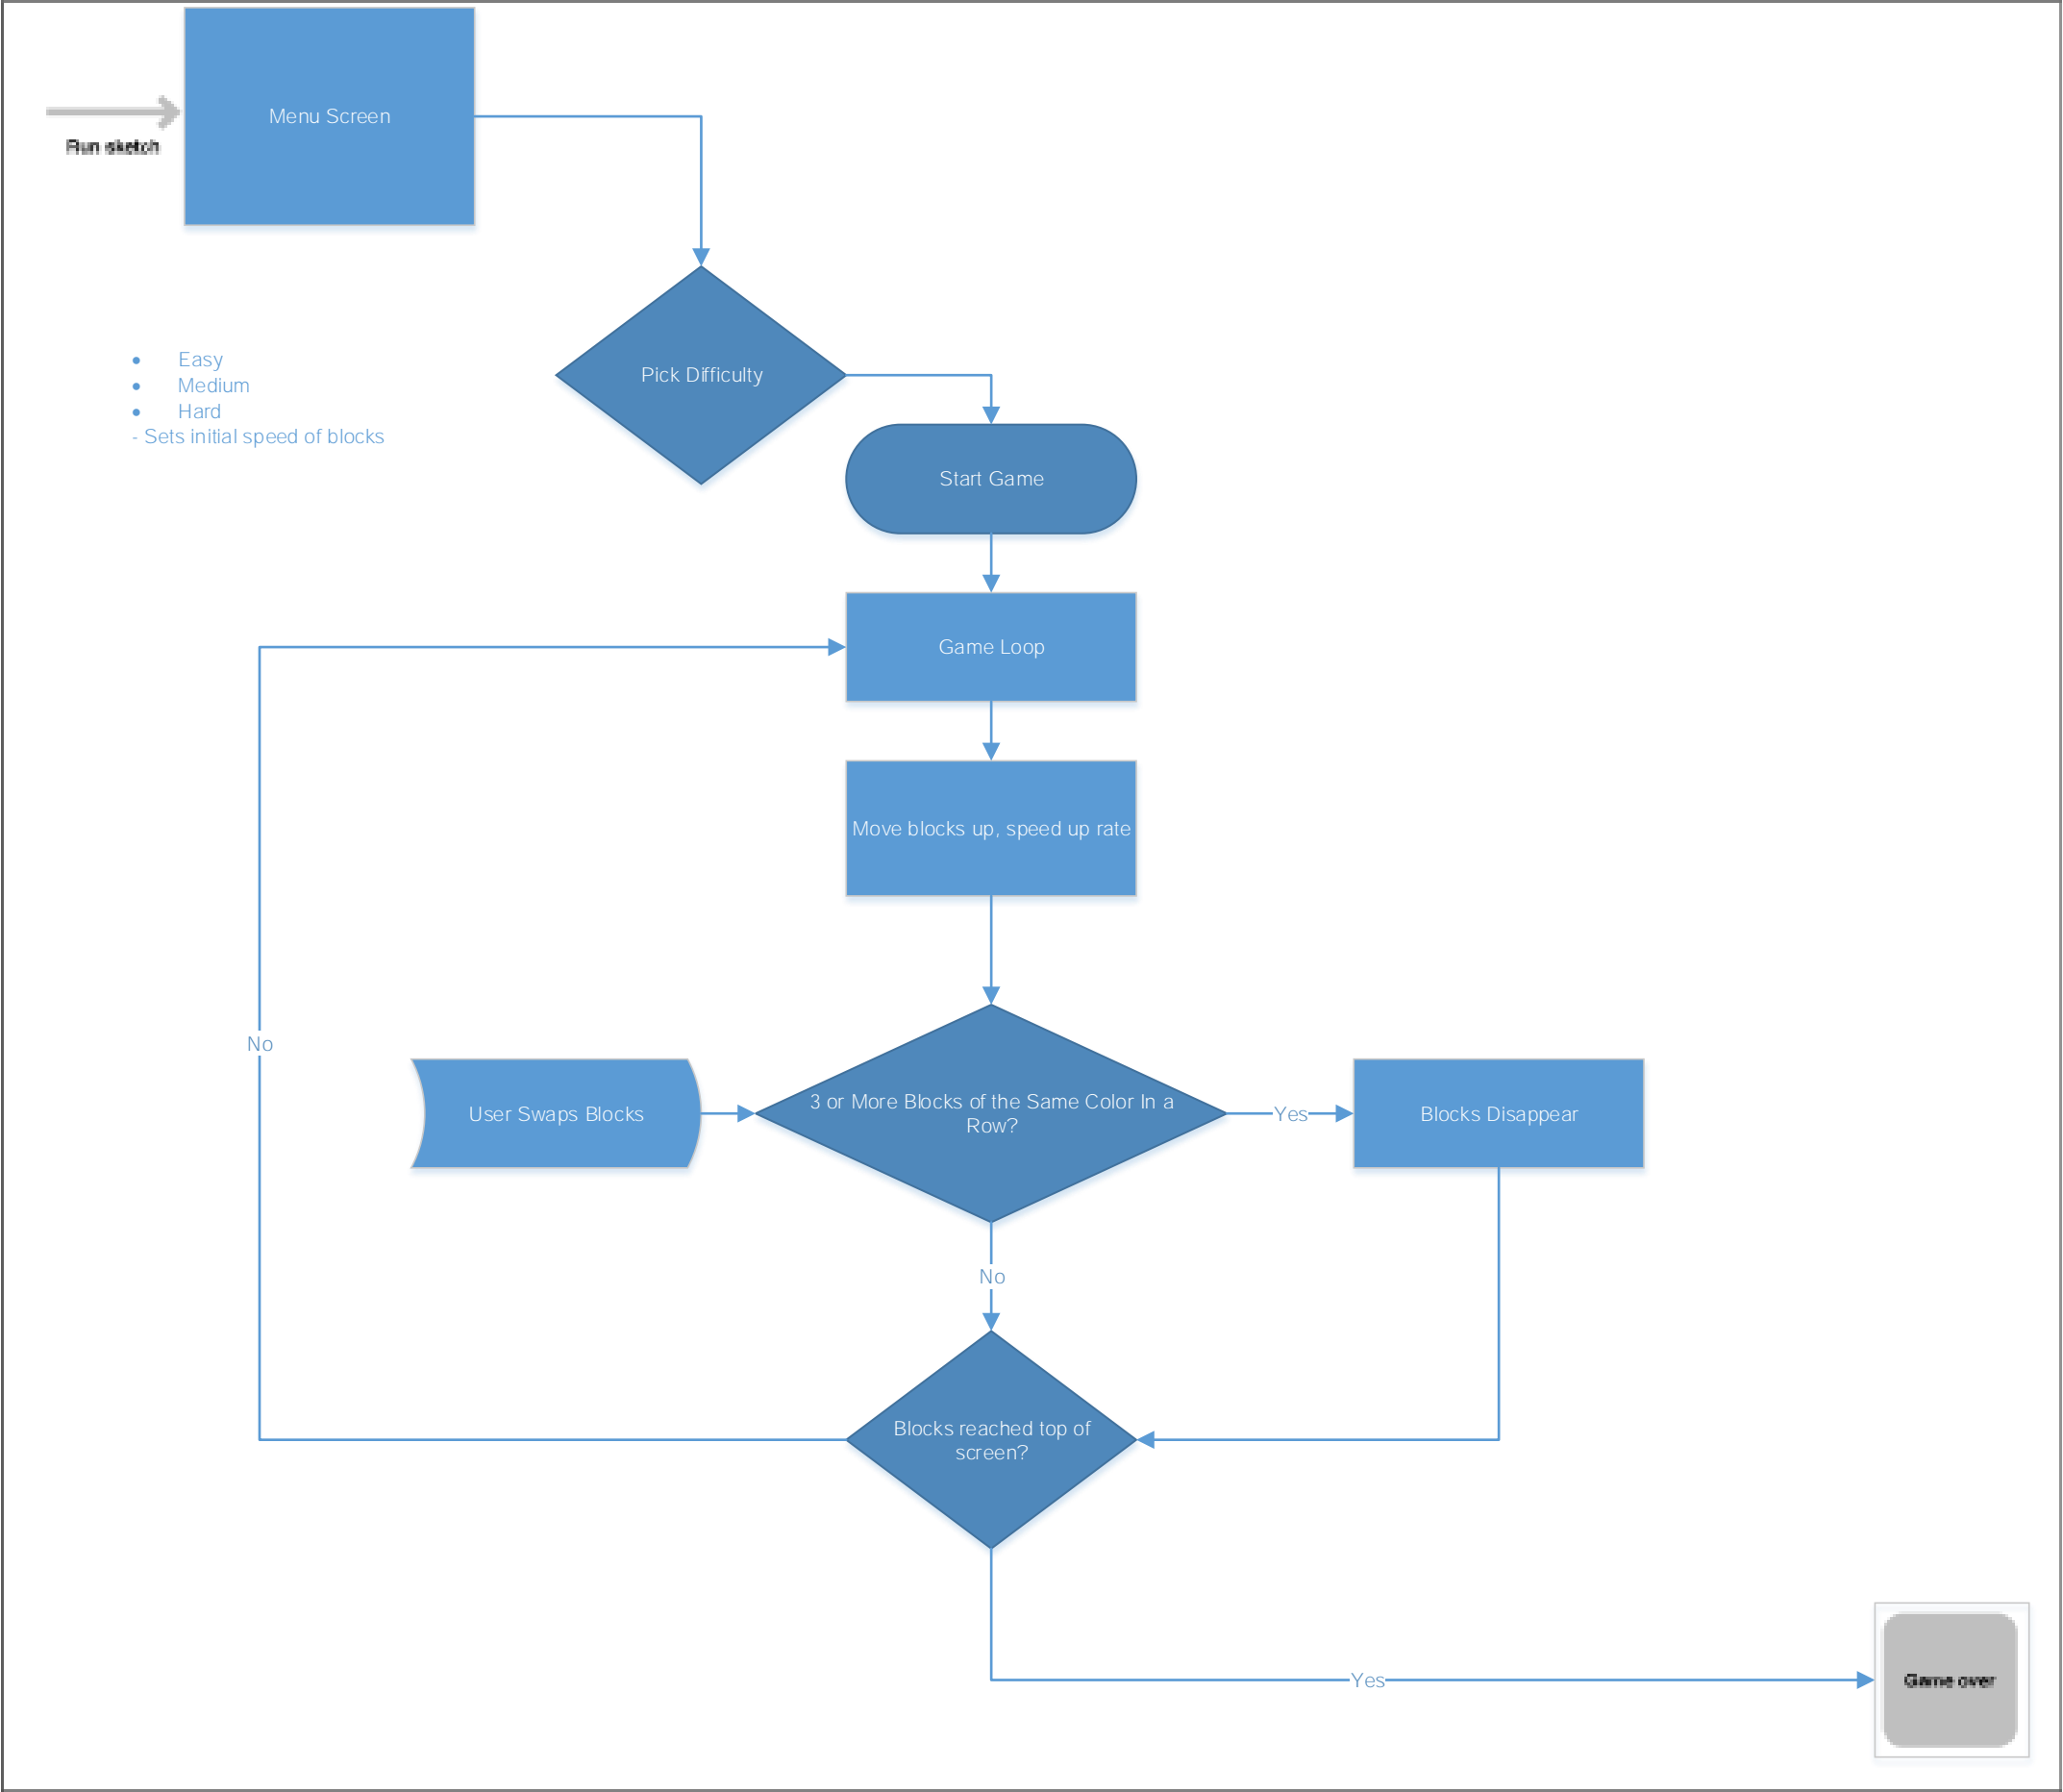 Menu Screen
Run sketch
• Easy
• Medium
• Hard
- Sets initial speed of blocks
Pick Difficulty
Start Game
Game Loop
Move blocks up, speed up rate
No
User Swaps Blocks
3 or More Blocks of the Same Color In a
Row?
Yes
Blocks Disappear
No
Blocks reached top of
screen?
Yes
Game over